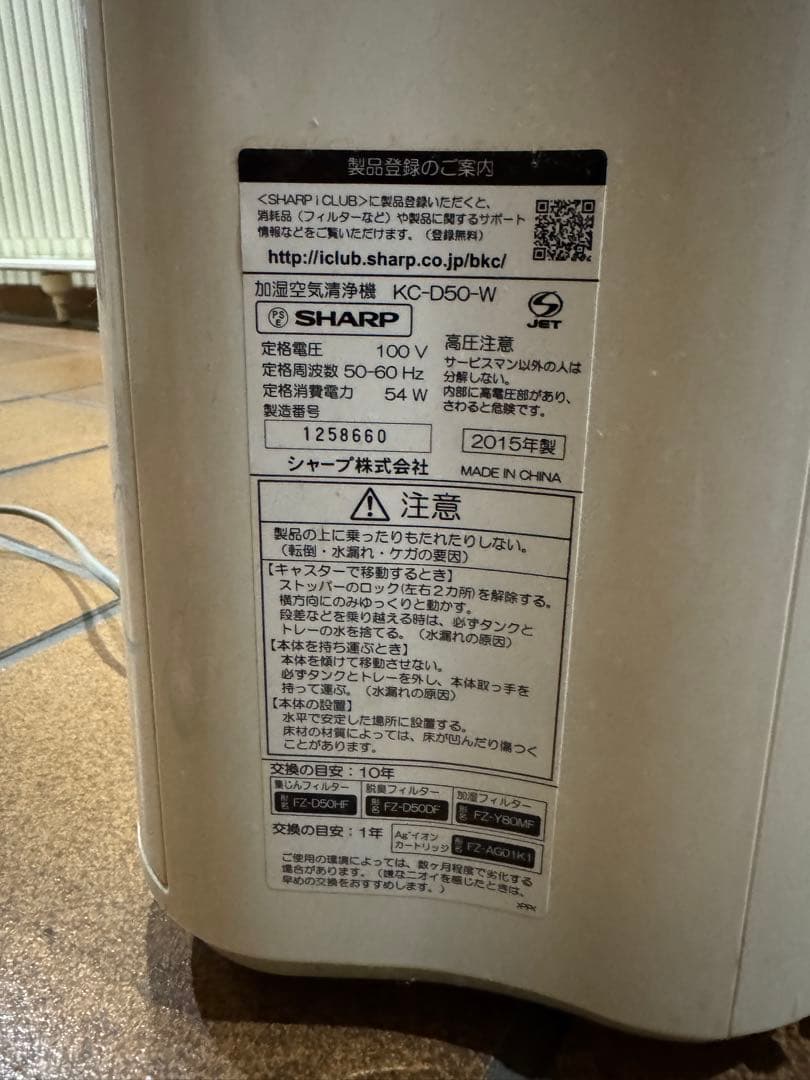 製品登録のご案内
<SHARP i CLUB>に製品登録いただくと、
消耗品(フィルターなど)や製品に関するサポート
情報などをご覧いただけます。(登録無料)
http://iclub.sharp.co.jp/bkc/
加湿空気清浄機 KC-D50-W
PSE SHARP
JET
定格電圧 100 V
定格周波数 50-60 Hz
定格消費電力 54 W
製造番号
1258660
高圧注意
サービスマン以外の人は
分解しない。
内部に高電圧部があり、
さわると危険です。
2015年製
シャープ株式会社 MADE IN CHINA
注意
製品の上に乗ったりもたれたりしない。
(転倒・水漏れ・ケガの要因)
【キャスターで移動するとき】
ストッパーのロック(左右2カ所)を解除する。
横方向にのみゆっくりと動かす。
段差などを乗り越える時は、必ずタンクと
トレーの水を捨てる。(水漏れの原因)
【本体を持ち運ぶとき】
本体を傾けて移動させない。
必ずタンクとトレーを外し、本体取っ手を
持って運ぶ。(水漏れの原因)
【本体の設置】
水平で安定した場所に設置する。
床材の材質によっては、床が凹んだり傷つく
ことがあります。
交換の目安:10年
集じんフィルター 脱臭フィルター 加湿フィルター
形名 FZ-D50HF 形名 FZ-D50DF 形名 FZ-Y80MF
交換の目安:1年 Ag⁺イオン
カートリッジ 形名 FZ-AG01K1
ご使用の環境によっては、数ヶ月程度で劣化する
場合があります。(嫌なニオイを感じたときは、
早めの交換をおすすめします。)
>PP<